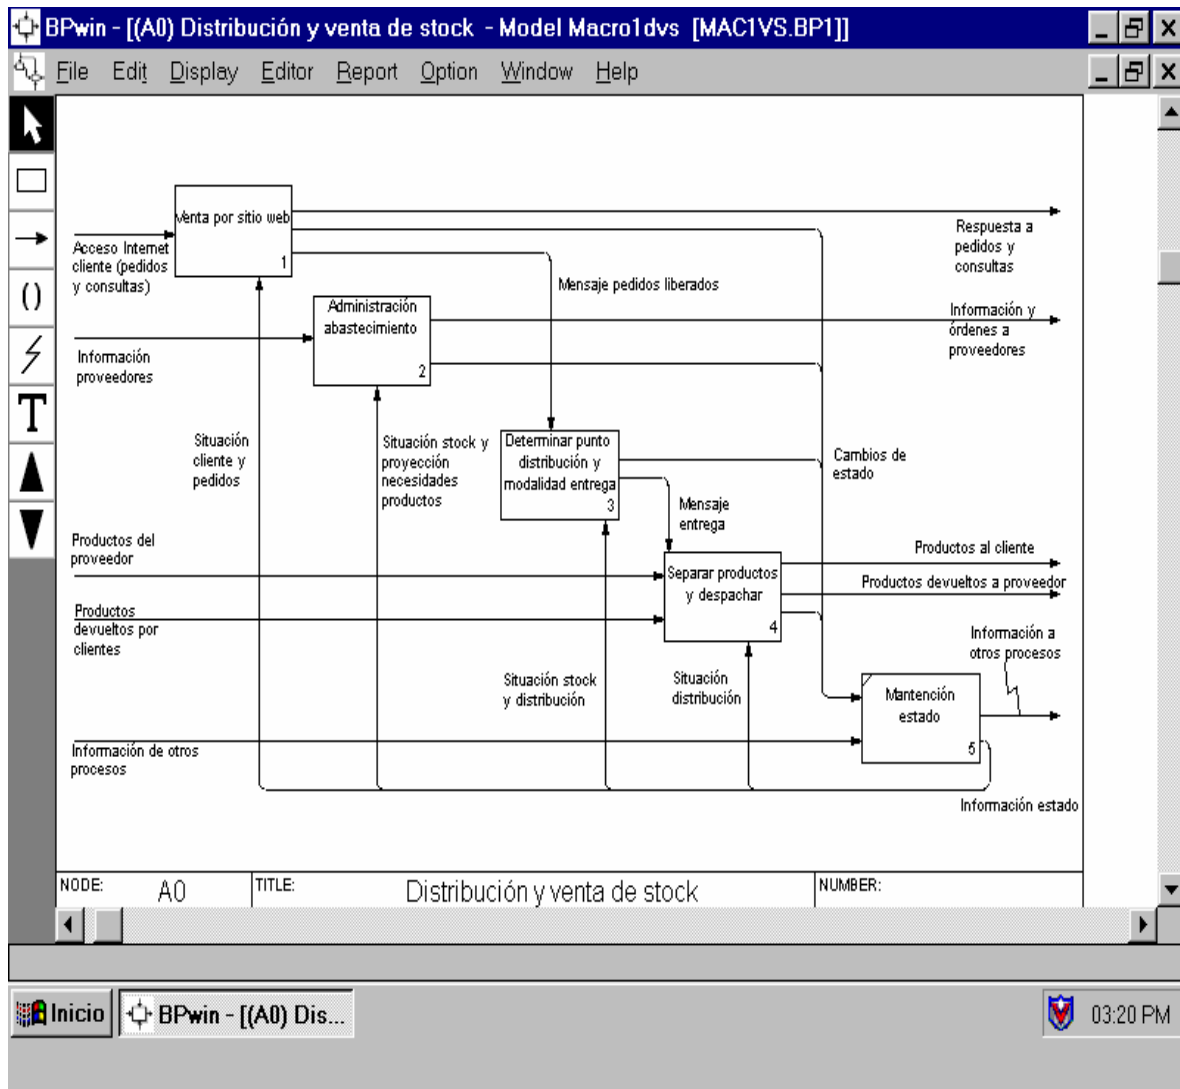 BPwin - [(A0) Distribución y venta de stock - Model Macro1dvs [MAC1VS.BP1]]
File Edit Display Editor Report Option Window Help
Venta por sitio web
1
Acceso Internet
cliente (pedidos
y consultas)
Respuesta a
pedidos y
consultas
Mensaje pedidos liberados
Administración
abastecimiento
2
Información y
órdenes a
proveedores
Información
proveedores
Situación
cliente y
pedidos
Situación stock y
proyección
necesidades
productos
Determinar punto
distribución y
modalidad entrega
3
Cambios de
estado
Mensaje
entrega
Productos del
proveedor
Separar productos
y despachar
4
Productos al cliente
Productos devueltos a proveedor
Productos
devueltos por
clientes
Información a
otros procesos
Situación stock
y distribución
Situación
distribución
Mantención
estado
5
Información de otros
procesos
Información estado
NODE:
A0
TITLE:
Distribución y venta de stock
NUMBER:
T
()
Inicio
BPwin - [(A0) Dis...
03:20 PM